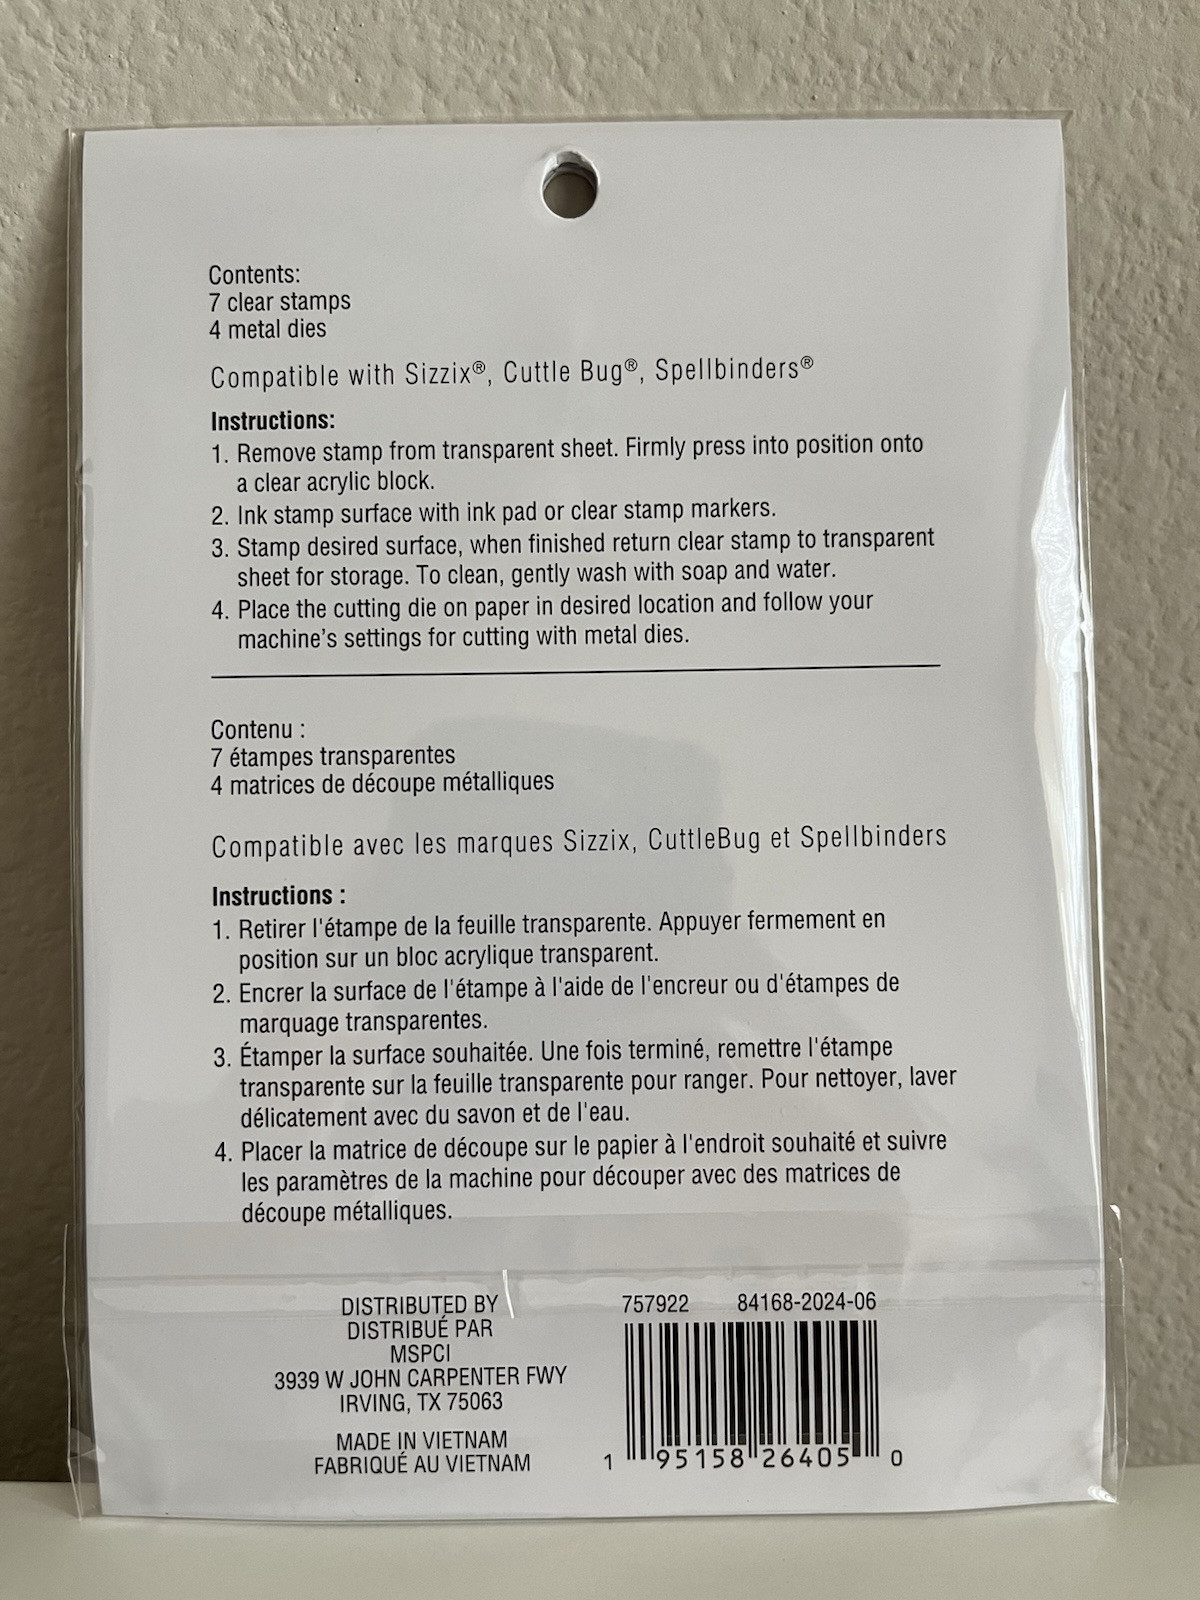 Contents:
7 clear stamps
4 metal dies
Compatible with Sizzix®, Cuttle Bug®, Spellbinders®
Instructions:
1. Remove stamp from transparent sheet. Firmly press into position onto
a clear acrylic block.
2. Ink stamp surface with ink pad or clear stamp markers.
3. Stamp desired surface, when finished return clear stamp to transparent
sheet for storage. To clean, gently wash with soap and water.
4. Place the cutting die on paper in desired location and follow your
machine’s settings for cutting with metal dies.
Contenu :
7 étampes transparentes
4 matrices de découpe métalliques
Compatible avec les marques Sizzix, CuttleBug et Spellbinders
Instructions :
1. Retirer l'étampe de la feuille transparente. Appuyer fermement en
position sur un bloc acrylique transparent.
2. Encrer la surface de l'étampe à l'aide de l'encreur ou d'étampes de
marquage transparentes.
3. Étamper la surface souhaitée. Une fois terminé, remettre l'étampe
transparente sur la feuille transparente pour ranger. Pour nettoyer, laver
délicatement avec du savon et de l'eau.
4. Placer la matrice de découpe sur le papier à l'endroit souhaité et suivre
les paramètres de la machine pour découper avec des matrices de
découpe métalliques.
DISTRIBUTED BY
DISTRIBUÉ PAR
MSPCI
3939 W JOHN CARPENTER FWY
IRVING, TX 75063
MADE IN VIETNAM
FABRIQUÉ AU VIETNAM
757922 84168-2024-06
1 95158 26405 0